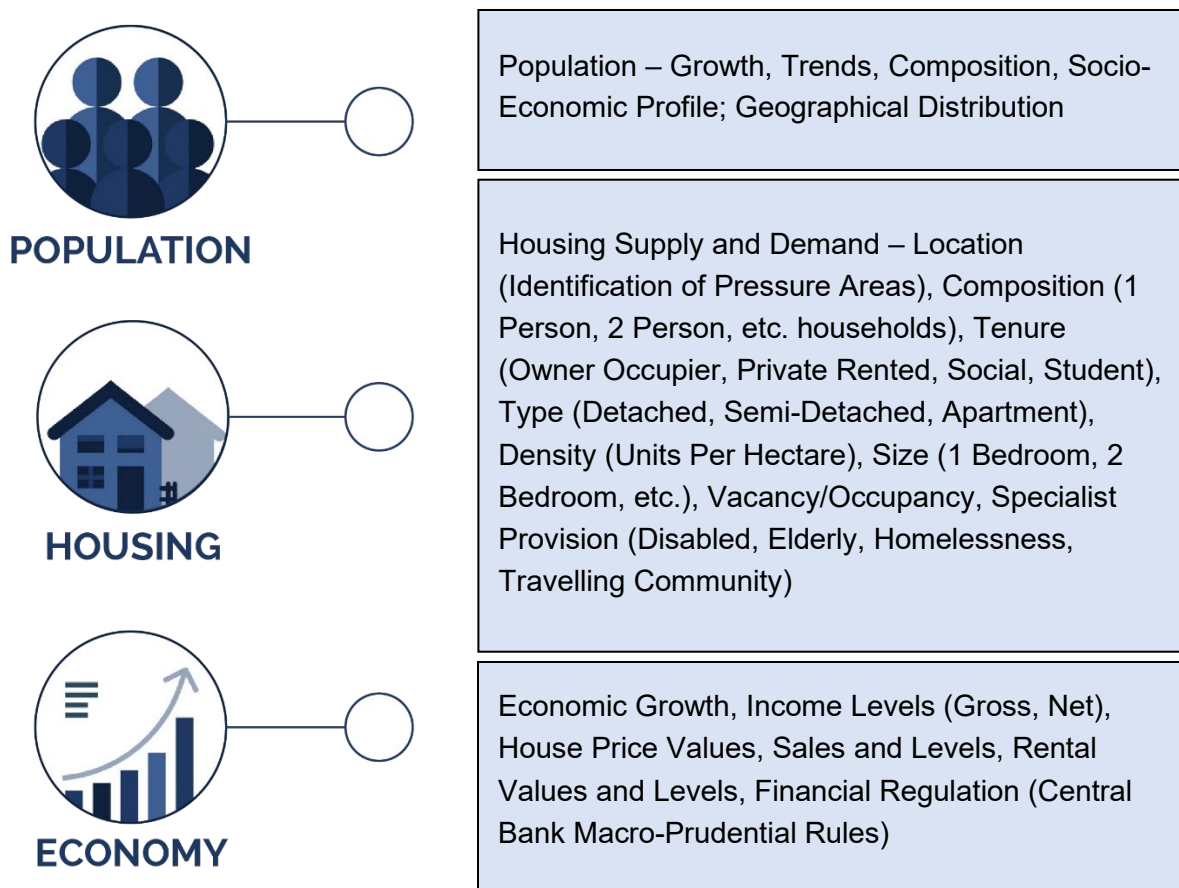 Population – Growth, Trends, Composition, Socio-
Economic Profile; Geographical Distribution
POPULATION
Housing Supply and Demand – Location
(Identification of Pressure Areas), Composition (1
Person, 2 Person, etc. households), Tenure
(Owner Occupier, Private Rented, Social, Student),
Type (Detached, Semi-Detached, Apartment),
Density (Units Per Hectare), Size (1 Bedroom, 2
Bedroom, etc.), Vacancy/Occupancy, Specialist
Provision (Disabled, Elderly, Homelessness,
Travelling Community)
HOUSING
Economic Growth, Income Levels (Gross, Net),
House Price Values, Sales and Levels, Rental
Values and Levels, Financial Regulation (Central
Bank Macro-Prudential Rules)
ECONOMY